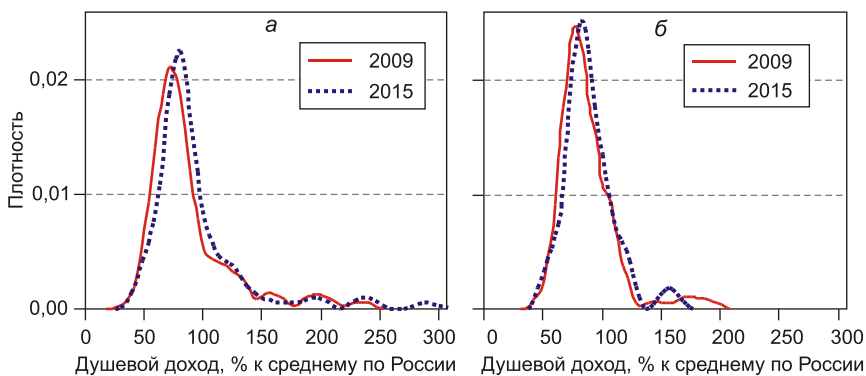 а
б
2009
2015
2009
2015
Плотность
0,02
0,01
0,00
0 50 100 150 200 250 300
0 50 100 150 200 250 300
Душевой доход, % к среднему по России
Душевой доход, % к среднему по России